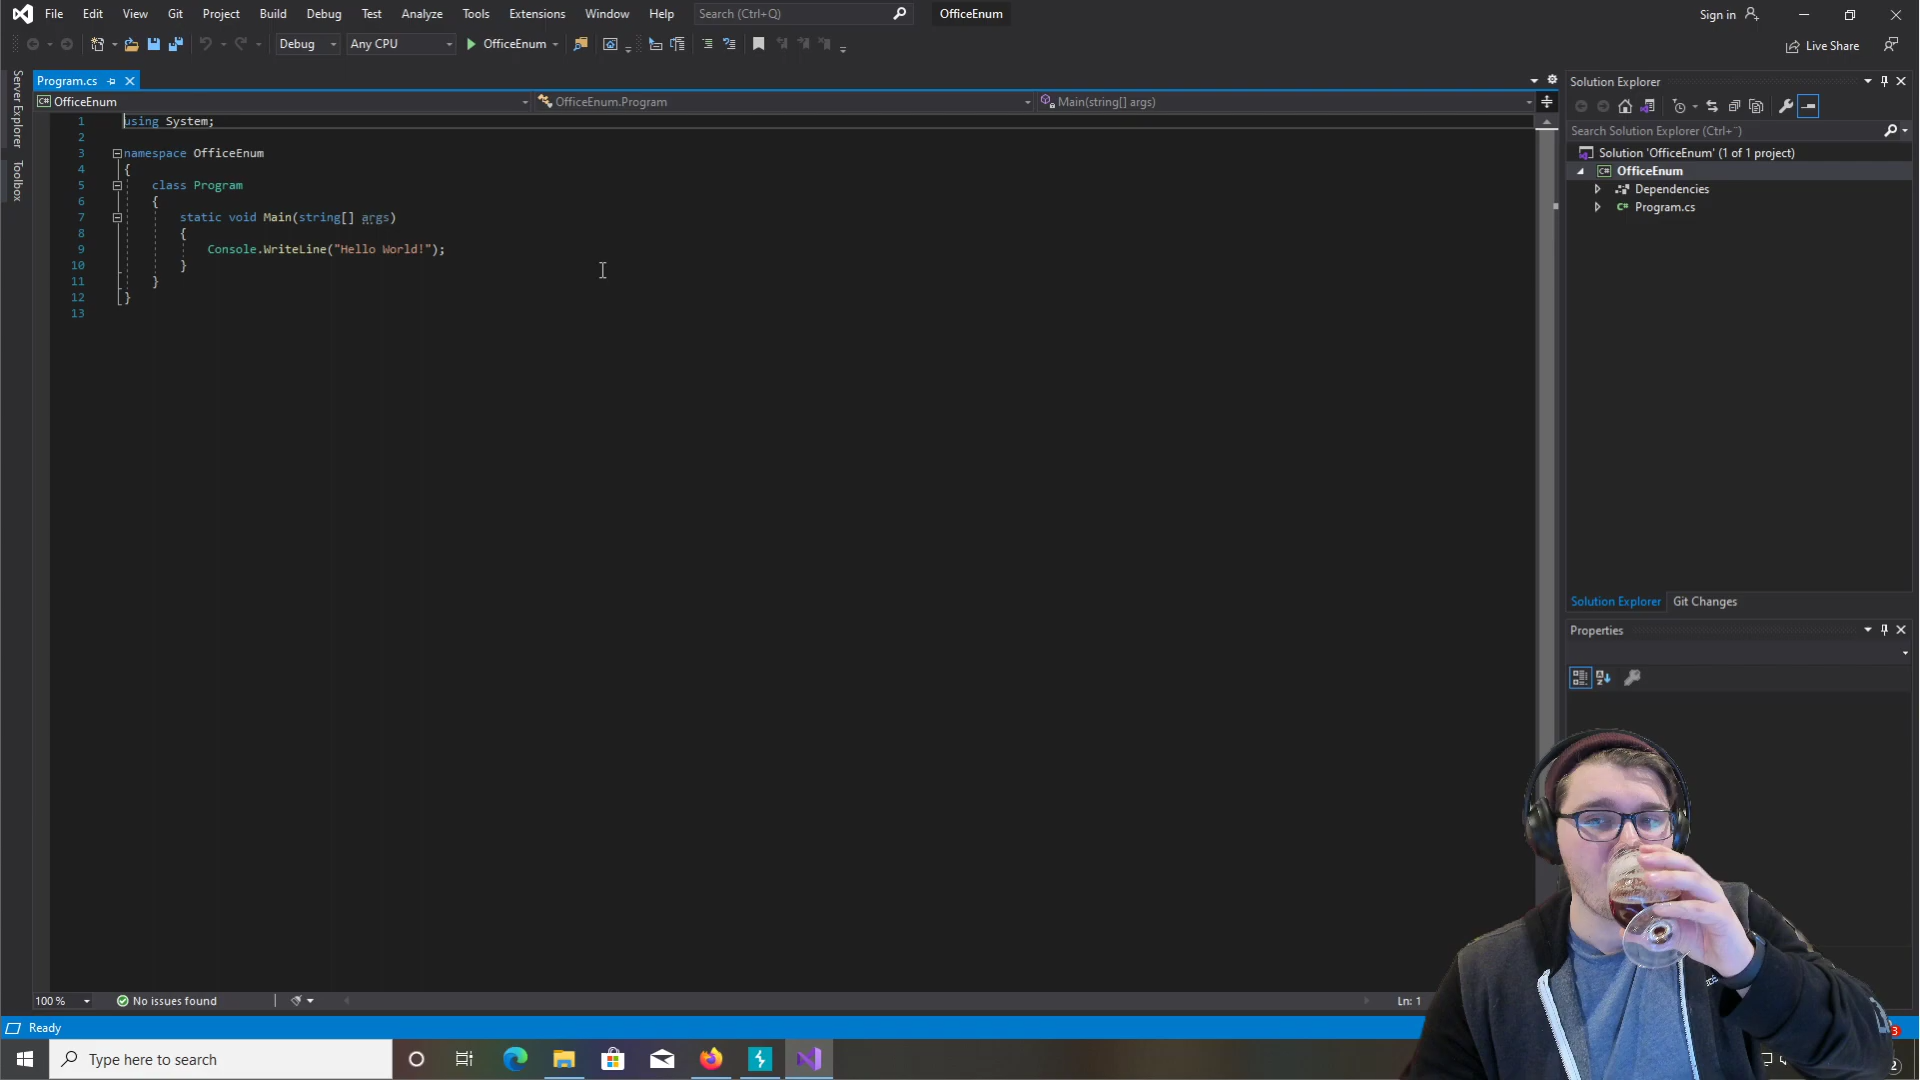 File Edit View Git Project Build Debug Test Analyze Tools Extensions Window Help Search (Ctrl+Q) OfficeEnum Sign in
Debug Any CPU OfficeEnum Live Share
Server Explorer
Toolbox
Program.cs
OfficeEnum OfficeEnum.Program Main(string[] args)
1 using System;
2
3 namespace OfficeEnum
4 {
5 class Program
6 {
7 static void Main(string[] args)
8 {
9 Console.WriteLine("Hello World!");
10 }
11 }
12 }
13
Solution Explorer
Search Solution Explorer (Ctrl+¨)
Solution 'OfficeEnum' (1 of 1 project)
OfficeEnum
Dependencies
Program.cs
Solution Explorer Git Changes
Properties
100 % No issues found Ln: 1
Ready
Type here to search